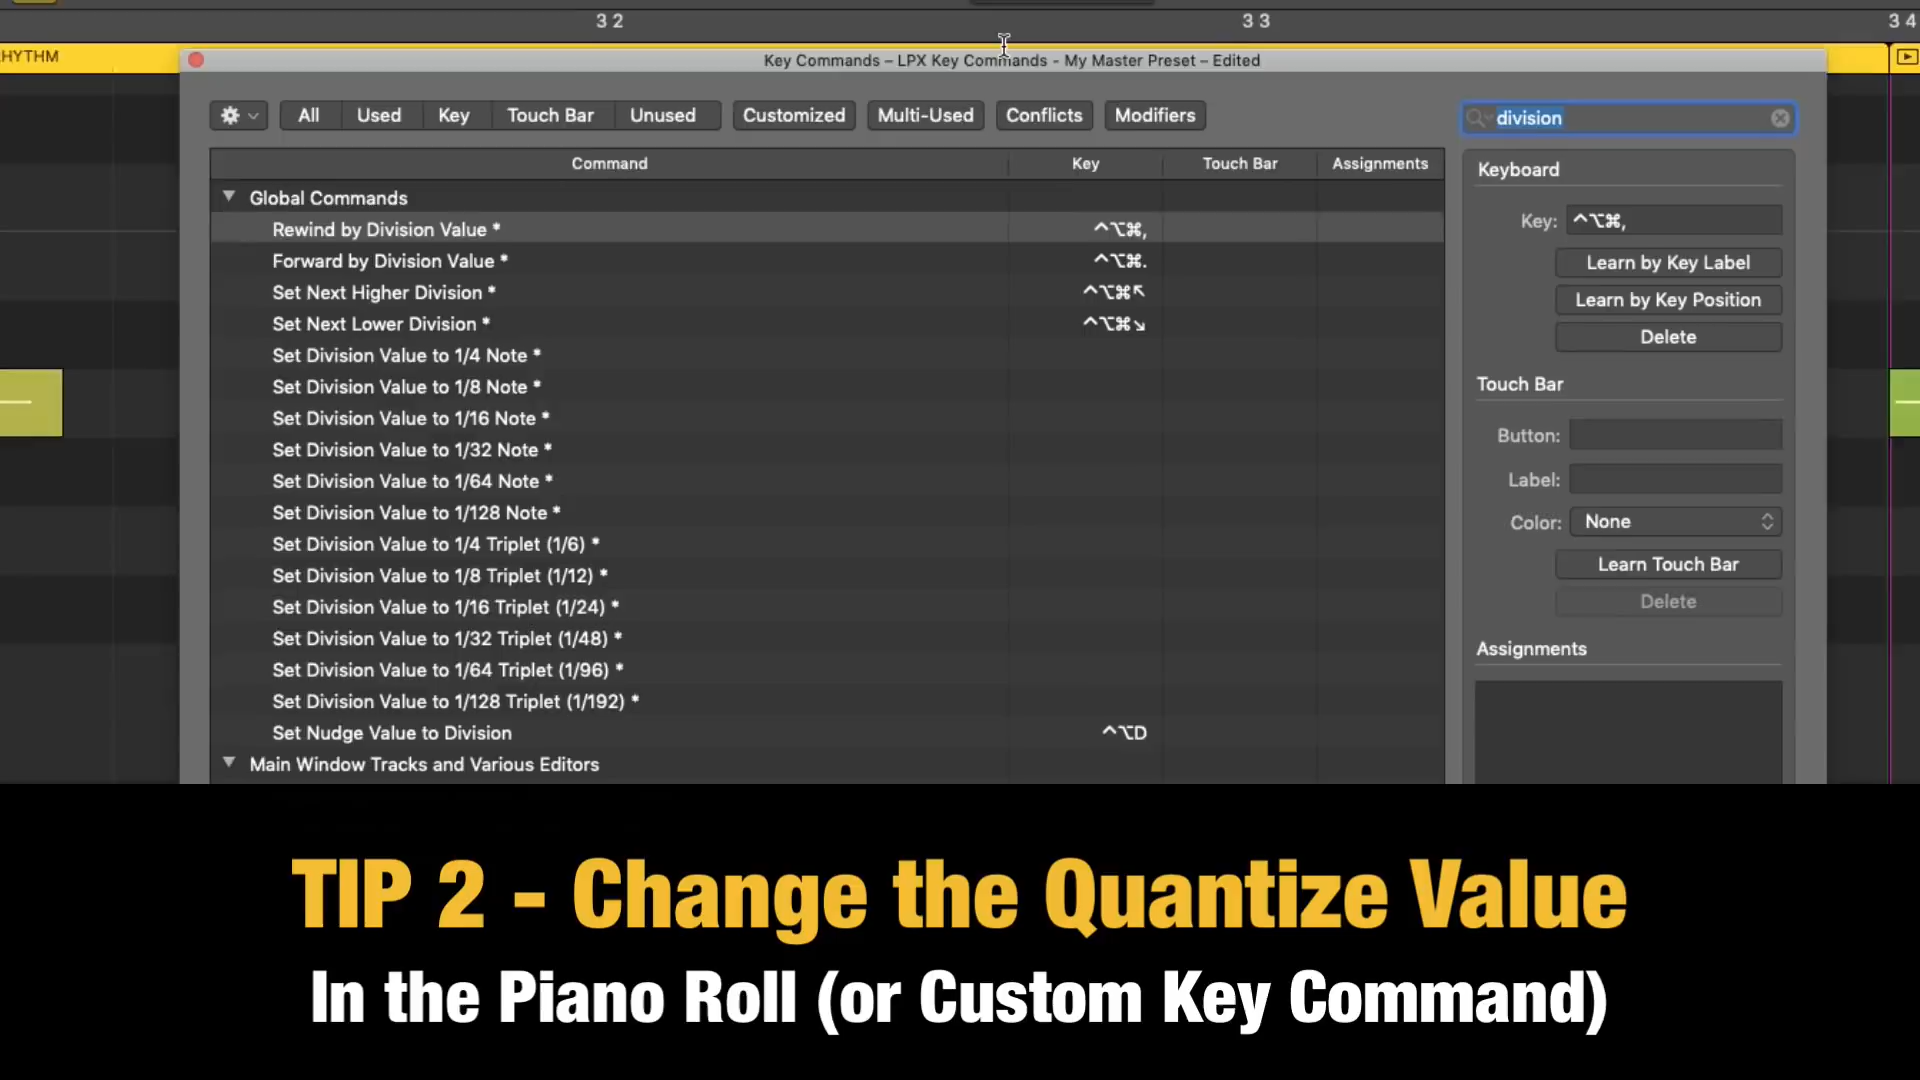 3 2
3 3
3 4
HYTHM
Key Commands – LPX Key Commands - My Master Preset – Edited
All Used Key Touch Bar Unused Customized Multi-Used Conflicts Modifiers
division
Command Key Touch Bar Assignments
Global Commands
Rewind by Division Value * ^⌥⌘,
Forward by Division Value * ^⌥⌘.
Set Next Higher Division * ^⌥⌘↖
Set Next Lower Division * ^⌥⌘↘
Set Division Value to 1/4 Note *
Set Division Value to 1/8 Note *
Set Division Value to 1/16 Note *
Set Division Value to 1/32 Note *
Set Division Value to 1/64 Note *
Set Division Value to 1/128 Note *
Set Division Value to 1/4 Triplet (1/6) *
Set Division Value to 1/8 Triplet (1/12) *
Set Division Value to 1/16 Triplet (1/24) *
Set Division Value to 1/32 Triplet (1/48) *
Set Division Value to 1/64 Triplet (1/96) *
Set Division Value to 1/128 Triplet (1/192) *
Set Nudge Value to Division ^⌥D
Main Window Tracks and Various Editors
Keyboard
Key: ^⌥⌘,
Learn by Key Label
Learn by Key Position
Delete
Touch Bar
Button:
Label:
Color: None
Learn Touch Bar
Delete
Assignments
TIP 2 - Change the Quantize Value
In the Piano Roll (or Custom Key Command)